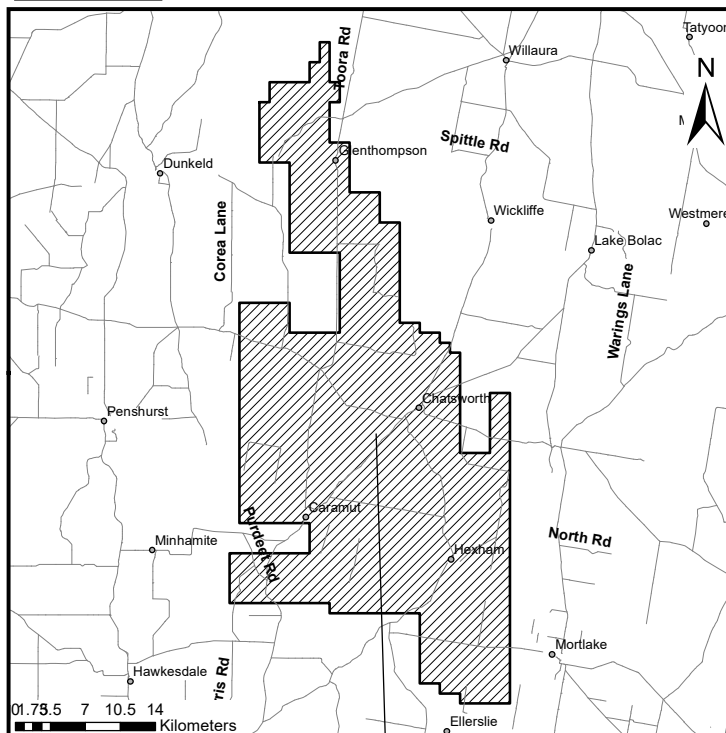 Tatyoon
Willaura
Toora Rd
N
Spittle Rd
Glenthompson
Dunkeld
Wickliffe
Westmere
Corea Lane
Lake Bolac
Warings Lane
Chatsworth
Penshurst
Caramut
Purdeet Rd
North Rd
Minhamite
Hexham
Mortlake
Hawkesdale
ris Rd
Ellerslie
0 1.75 3.5 7 10.5 14
Kilometers